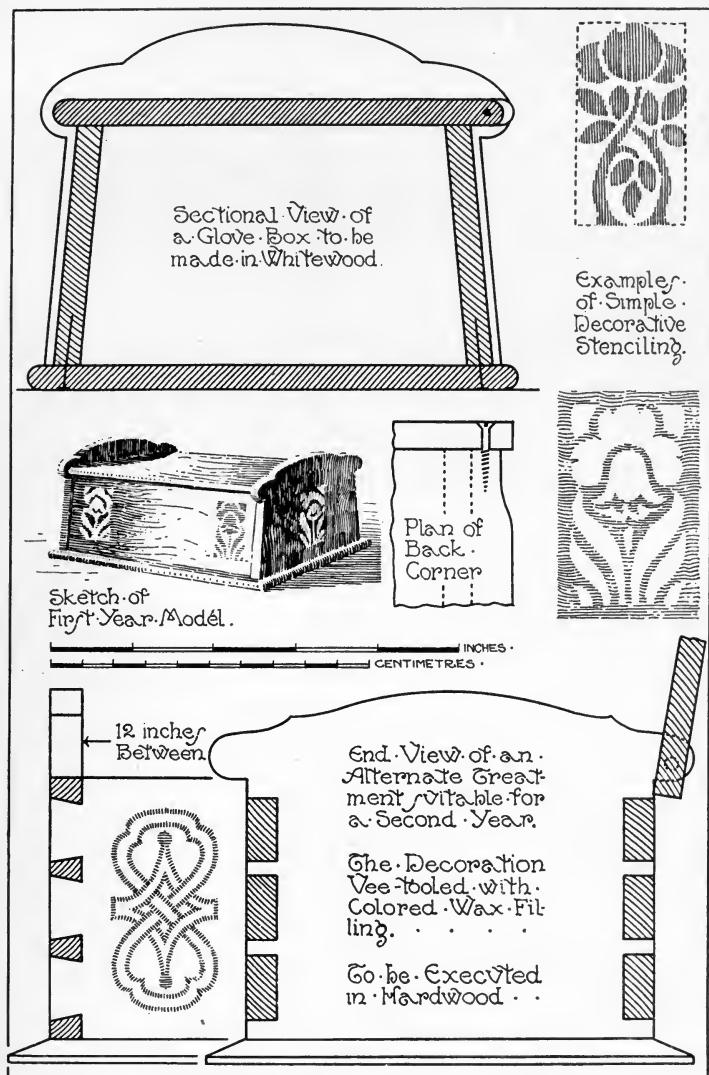 Sectional·View·of·
a·Glove·Box·to·be
made·in·Whitewood.
Examples·
of·Simple·
Decorative
Stenciling.
Plan of
Back·
Corner
Sketch·of·
First·Year·Model.
INCHES·
CENTIMETRES·
12 inches
Between
End·View·of·an·
Alternate Treat-
ment suitable·for
a·Second·Year.
The·Decoration
Vee-tooled·with·
Colored·Wax·Fil-
ling.· · · ·
To·be·Executed
in·Hardwood · ·